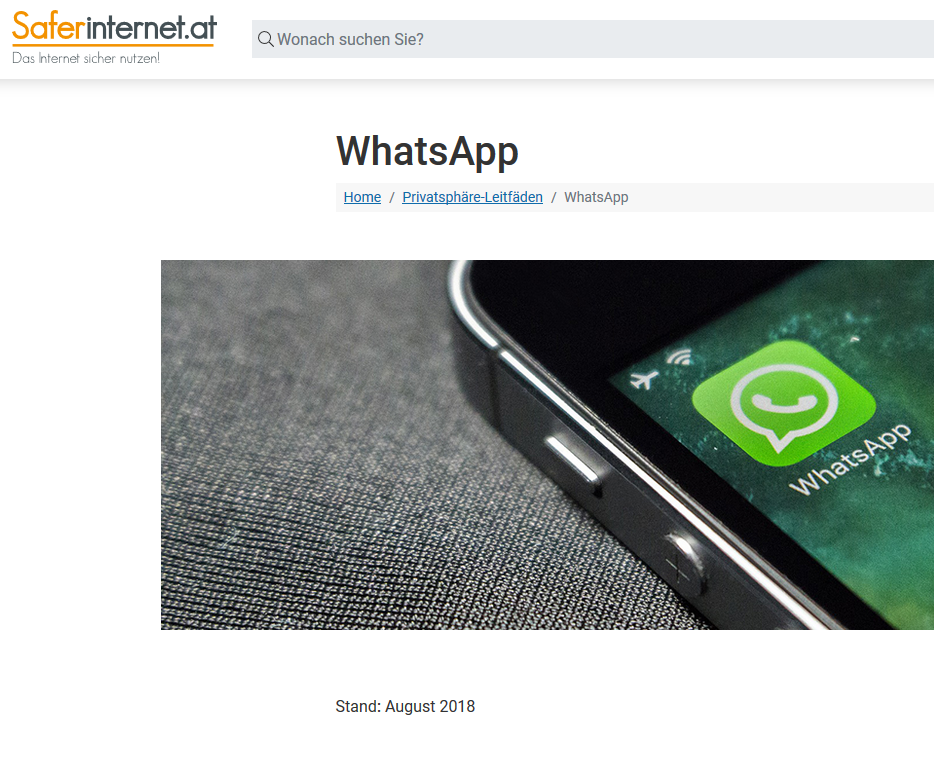 Saferinternet.at
Das Internet sicher nutzen!
Wonach suchen Sie?
WhatsApp
Home / Privatsphäre-Leitfäden / WhatsApp
WhatsApp
Stand: August 2018